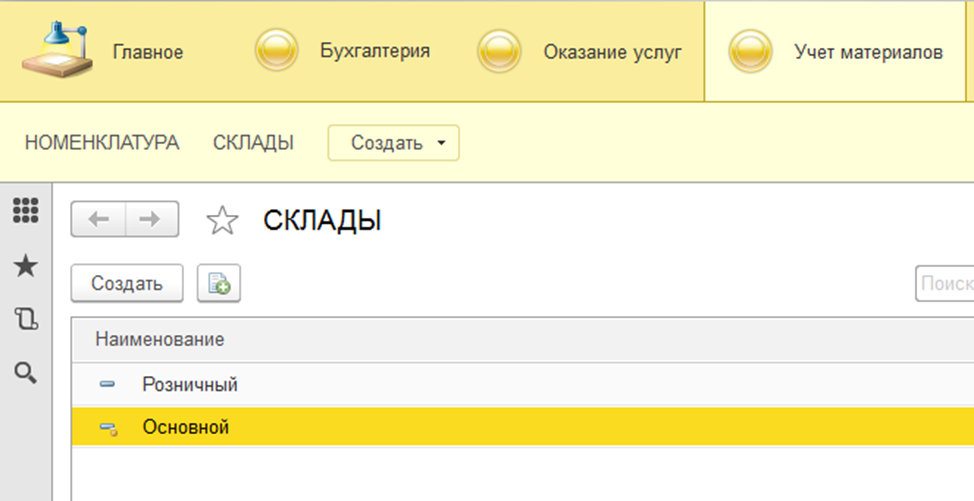 Главное Бухгалтерия Оказание услуг Учет материалов
НОМЕНКЛАТУРА СКЛАДЫ Создать
СКЛАДЫ
Создать Поиск
Наименование
Розничный
Основной